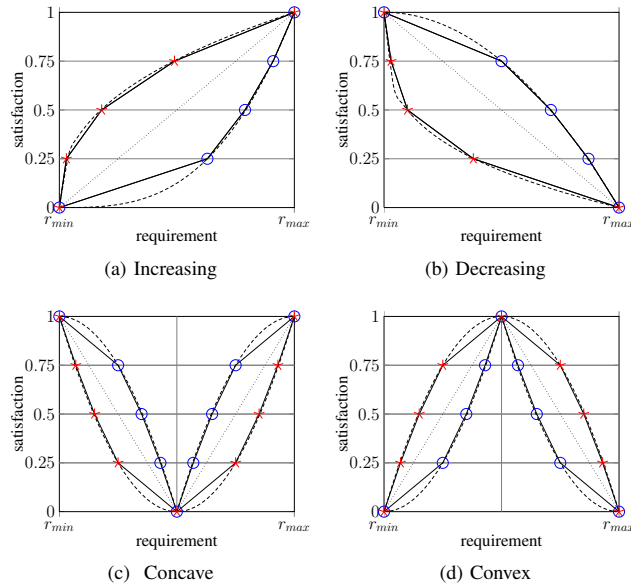 1
0.75
0.5
0.25
0
satisfaction
r_min
r_max
requirement
(a) Increasing
1
0.75
0.5
0.25
0
satisfaction
r_min
r_max
requirement
(b) Decreasing
1
0.75
0.5
0.25
0
satisfaction
r_min
r_max
requirement
(c) Concave
1
0.75
0.5
0.25
0
satisfaction
r_min
r_max
requirement
(d) Convex